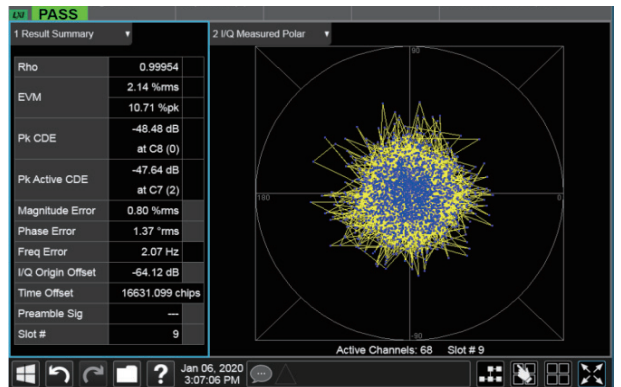 LXI PASS
1 Result Summary
2 I/Q Measured Polar
Rho 0.99954
EVM 2.14 %rms
10.71 %pk
Pk CDE -48.48 dB
at C8 (0)
Pk Active CDE -47.64 dB
at C7 (2)
Magnitude Error 0.80 %rms
Phase Error 1.37 °rms
Freq Error 2.07 Hz
I/Q Origin Offset -64.12 dB
Time Offset 16631.099 chips
Preamble Sig ---
Slot # 9
90
180
0
-90
Active Channels: 68 Slot # 9
?
Jan 06, 2020
3:07:06 PM